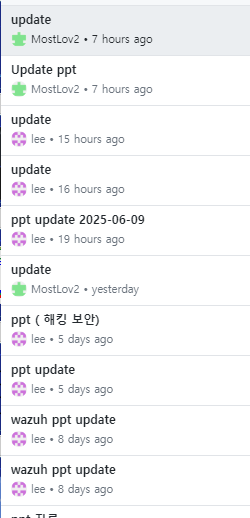 update
MostLov2 • 7 hours ago
Update ppt
MostLov2 • 7 hours ago
update
lee • 15 hours ago
update
lee • 16 hours ago
ppt update 2025-06-09
lee • 19 hours ago
update
MostLov2 • yesterday
ppt ( 해킹 보안)
lee • 5 days ago
ppt update
lee • 5 days ago
wazuh ppt update
lee • 8 days ago
wazuh ppt update
lee • 8 days ago
ppt